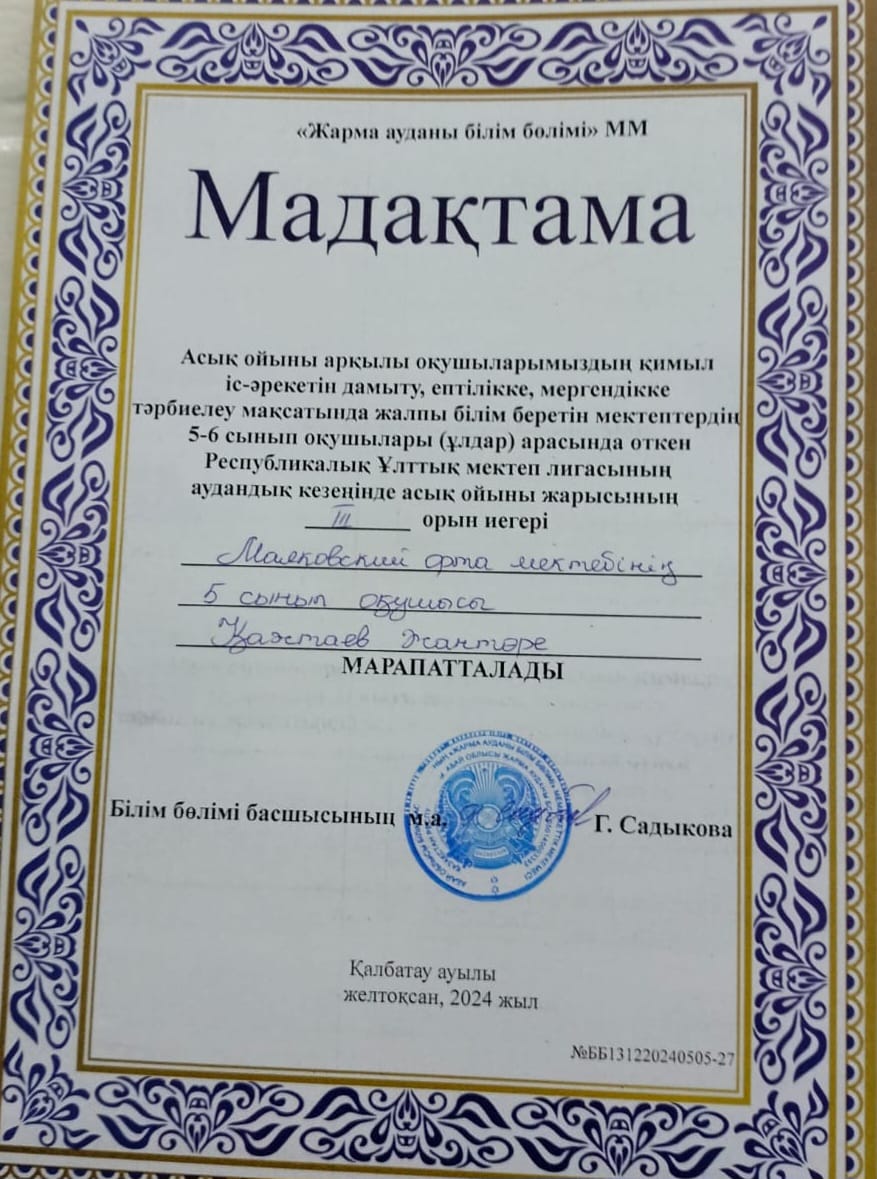 «Жарма ауданы білім бөлімі» ММ
Мадақтама
Асық ойыны арқылы оқушыларымыздың қимыл
іс-әрекетін дамыту, ептілікке, мергендікке
тәрбиелеу мақсатында жалпы білім беретін мектептердің
5-6 сынып оқушылары (ұлдар) арасында өткен
Республикалық Ұлттық мектеп лигасының
аудандық кезеңінде асық ойыны жарысының
III орын иегері
Маяковский орта мектебінің
5 сынып оқушысы
Қажтаев Жантөре
МАРАПАТТАЛАДЫ
Білім бөлімі басшысының м.а. Г. Садыкова
Қалбатау ауылы
желтоқсан, 2024 жыл
№ББ131220240505-27